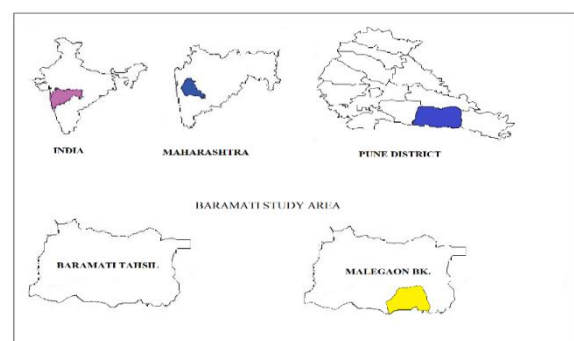 INDIA
MAHARASHTRA
PUNE DISTRICT
BARAMATI STUDY AREA
BARAMATI TAHSIL
MALEGAON BK.